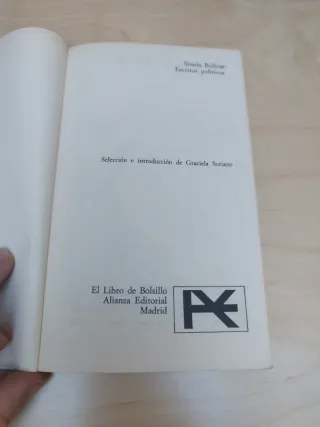 Simón Bolívar:
Escritos políticos
Selección e introducción de Graciela Soriano
El Libro de Bolsillo
Alianza Editorial
Madrid